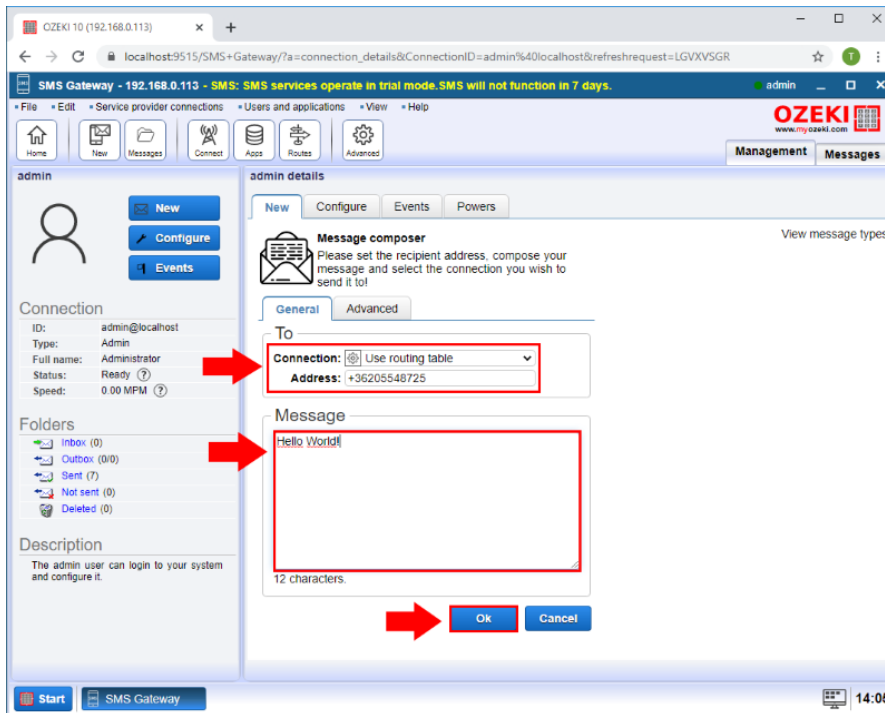 OZEKI 10 (192.168.0.113)
localhost:9515/SMS+Gateway/?a=connection_details&ConnectionID=admin%40localhost&refreshrequest=LGVXVSGR
T
SMS Gateway - 192.168.0.113 - SMS: SMS services operate in trial mode.SMS will not function in 7 days.
admin
File Edit Service provider connections Users and applications View Help
OZEKI
www.myozeki.com
Home New Messages Connect Apps Routes Advanced
Management Messages
admin
admin details
New
Configure
Events
New Configure Events Powers
View message types
Message composer
Please set the recipient address, compose your
message and select the connection you wish to
send it to!
General Advanced
To
Connection: Use routing table
Address: +36205548725
Message
Hello World!
12 characters.
Ok Cancel
Connection
ID: admin@localhost
Type: Admin
Full name: Administrator
Status: Ready ?
Speed: 0.00 MPM ?
Folders
Inbox (0)
Outbox (0/0)
Sent (7)
Not sent (0)
Deleted (0)
Description
The admin user can login to your system
and configure it.
Start SMS Gateway
14:05